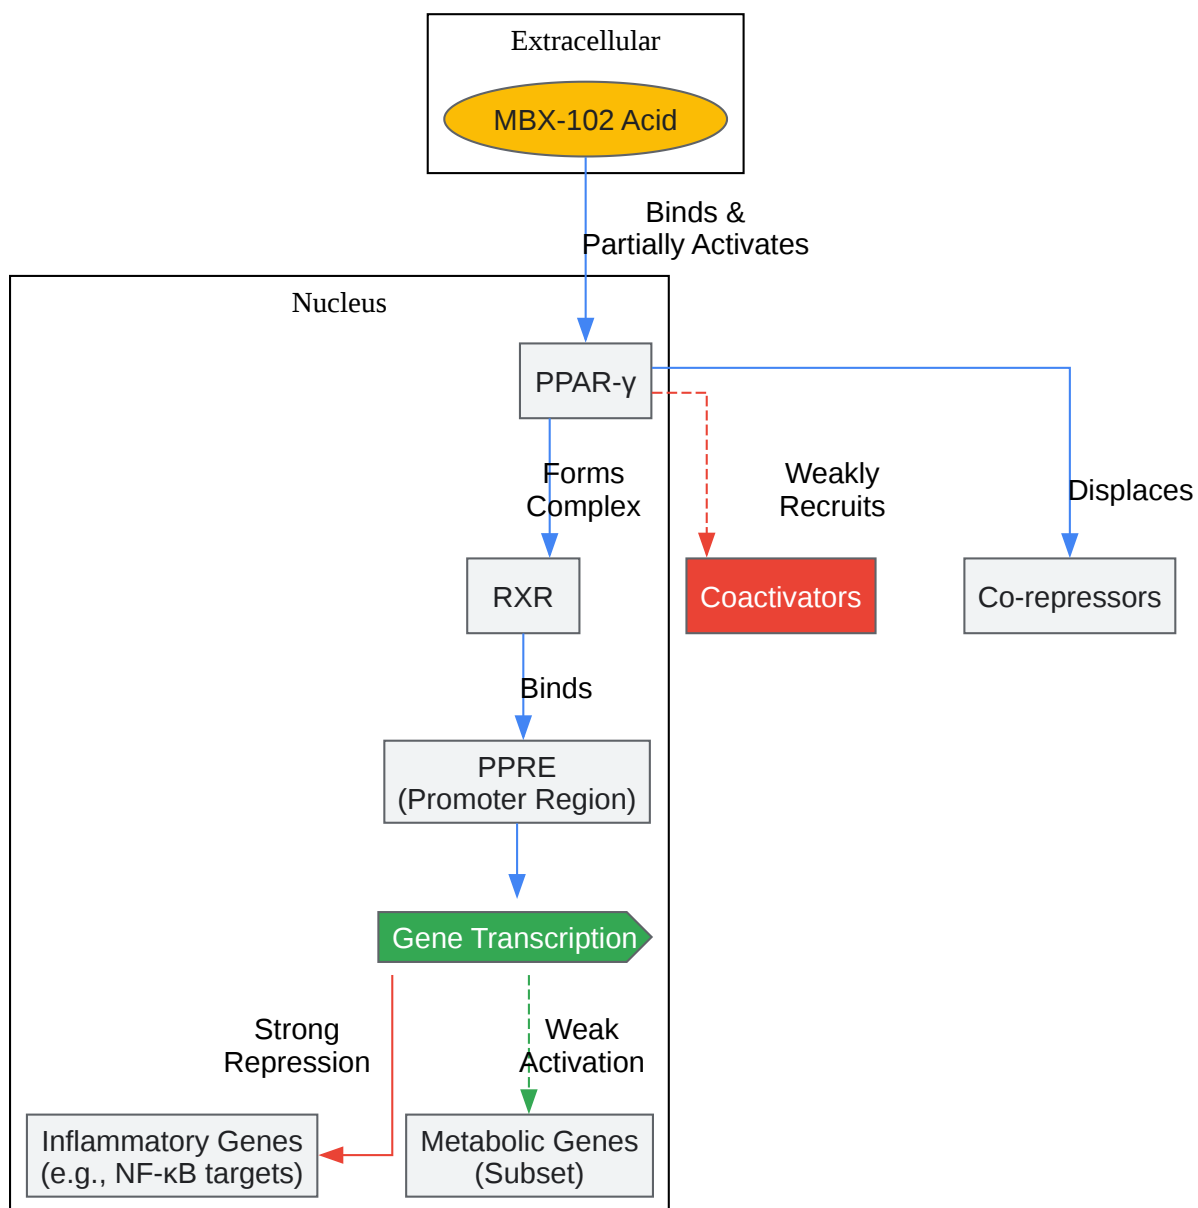 Extracellular
MBX-102 Acid
Binds &
Partially Activates
Nucleus
PPAR-γ
Forms
Complex
Weakly
Recruits
Displaces
RXR
Coactivators
Co-repressors
Binds
PPRE
(Promoter Region)
Gene Transcription
Strong
Repression
Weak
Activation
Inflammatory Genes
(e.g., NF-κB targets)
Metabolic Genes
(Subset)